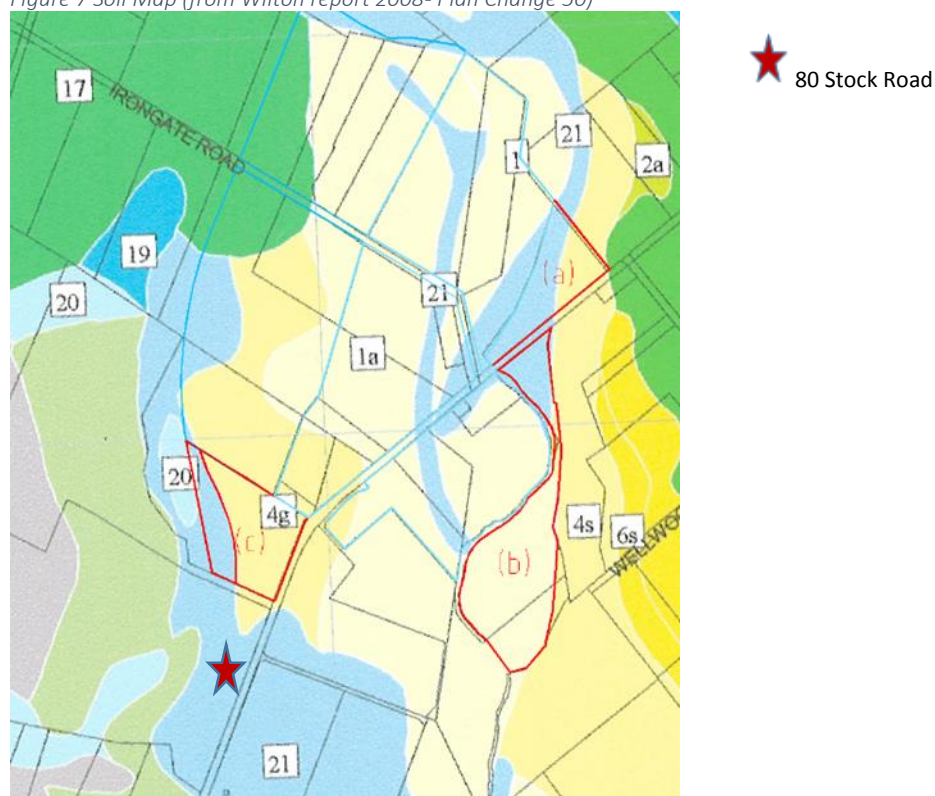 Figure 7 Soil Map (from Wilton report 2008- Plan Change 50)
80 Stock Road
17
IRONGATE ROAD
1
21
2a
19
(a)
20
21
1a
20
4g
(c)
4s
6s
(b)
21